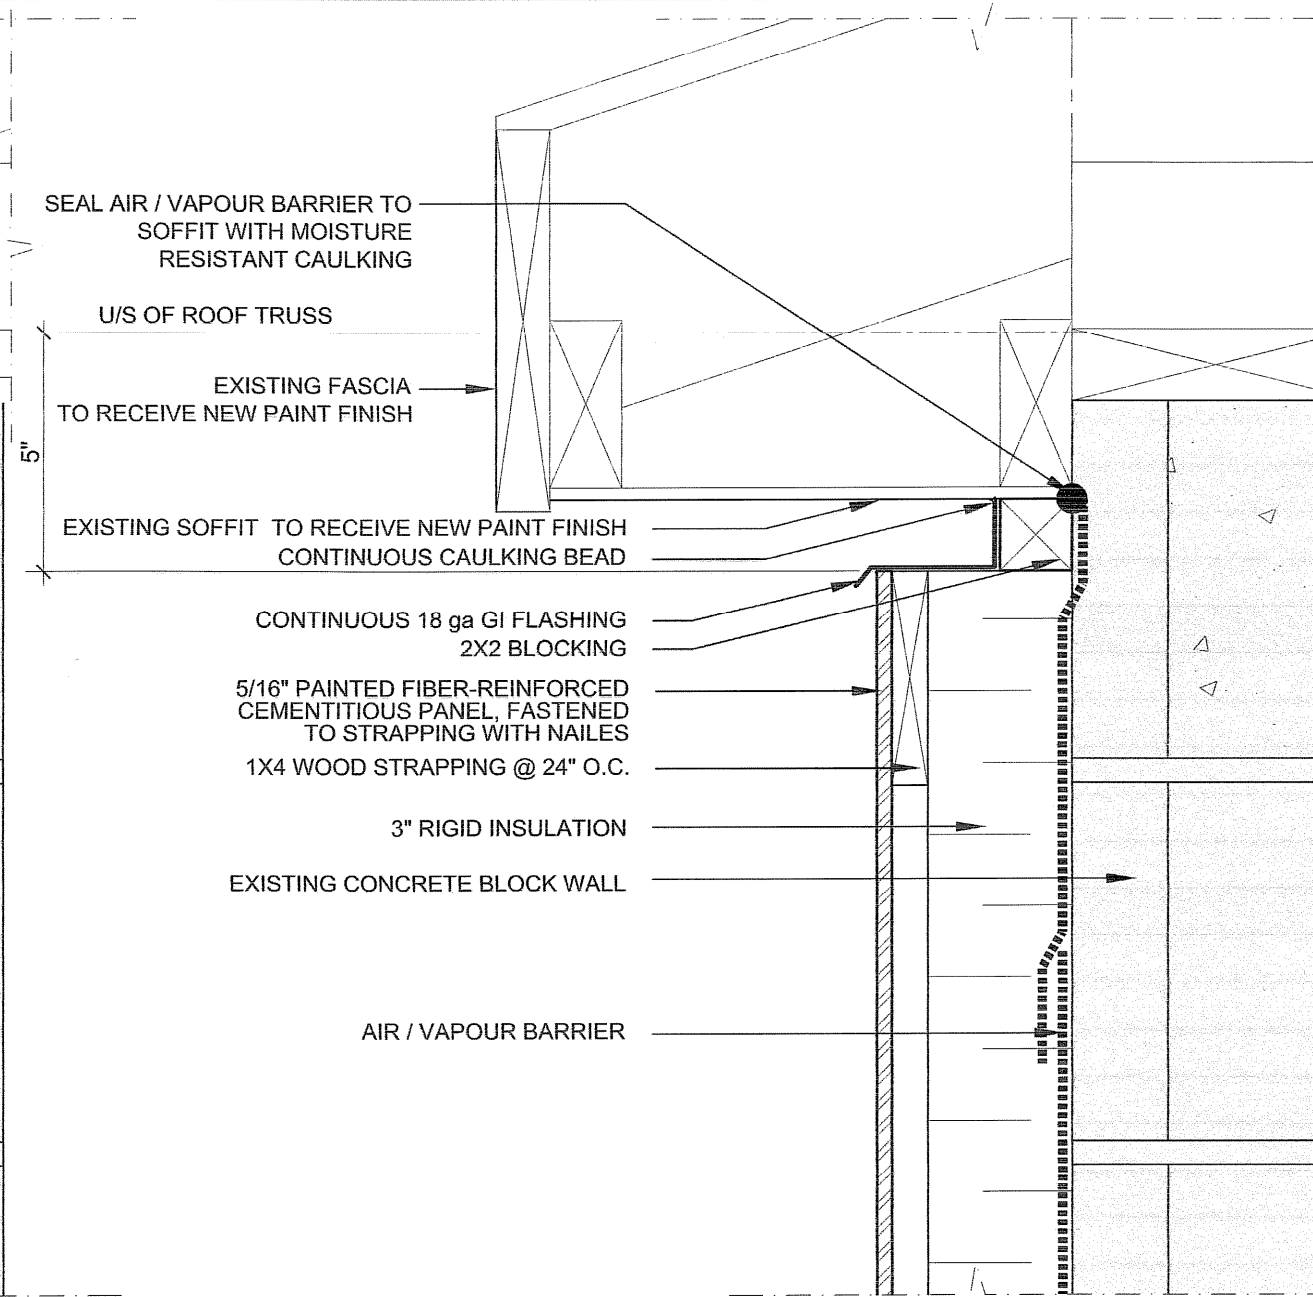 SEAL AIR / VAPOUR BARRIER TO
SOFFIT WITH MOISTURE
RESISTANT CAULKING
U/S OF ROOF TRUSS
EXISTING FASCIA
TO RECEIVE NEW PAINT FINISH
5"
EXISTING SOFFIT TO RECEIVE NEW PAINT FINISH
CONTINUOUS CAULKING BEAD
CONTINUOUS 18 ga GI FLASHING
2X2 BLOCKING
5/16" PAINTED FIBER-REINFORCED
CEMENTITIOUS PANEL, FASTENED
TO STRAPPING WITH NAILES
1X4 WOOD STRAPPING @ 24" O.C.
3" RIGID INSULATION
EXISTING CONCRETE BLOCK WALL
AIR / VAPOUR BARRIER